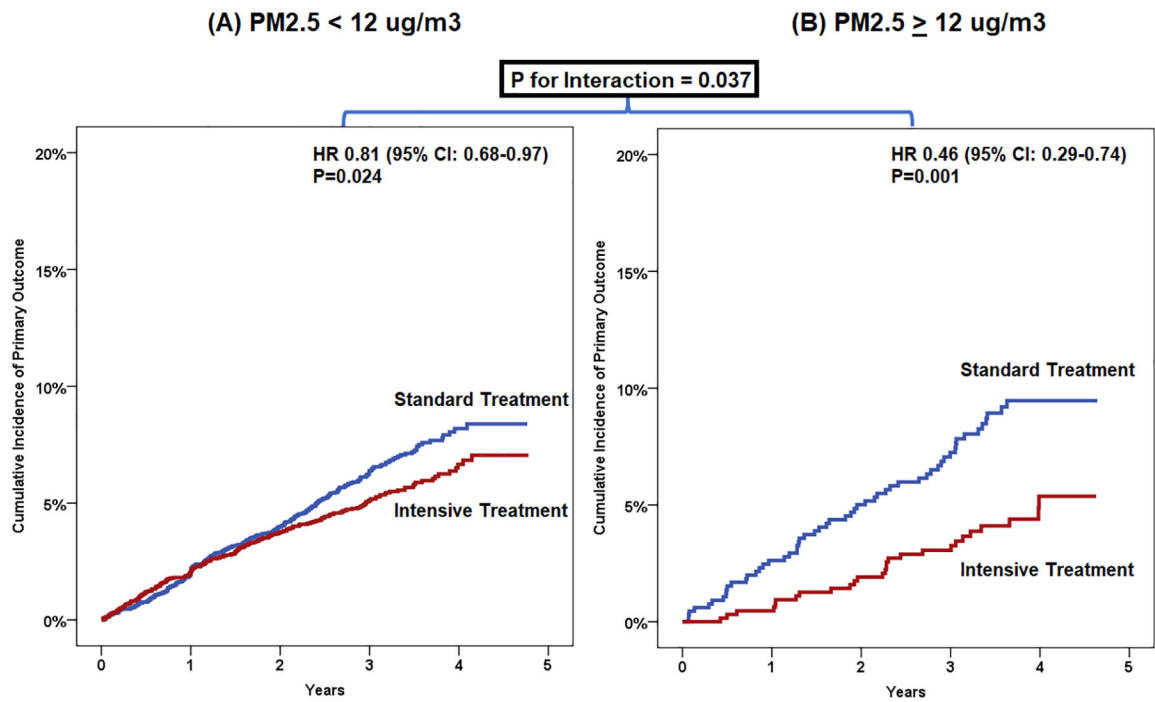 (A) PM2.5 < 12 ug/m3
(B) PM2.5 ≥ 12 ug/m3
P for Interaction = 0.037
HR 0.81 (95% CI: 0.68-0.97)
P=0.024
20%
15%
10%
5%
0%
Cumulative Incidence of Primary Outcome
Standard Treatment
Intensive Treatment
0 1 2 3 4 5
Years
HR 0.46 (95% CI: 0.29-0.74)
P=0.001
20%
15%
10%
5%
0%
Cumulative Incidence of Primary Outcome
Standard Treatment
Intensive Treatment
0 1 2 3 4 5
Years